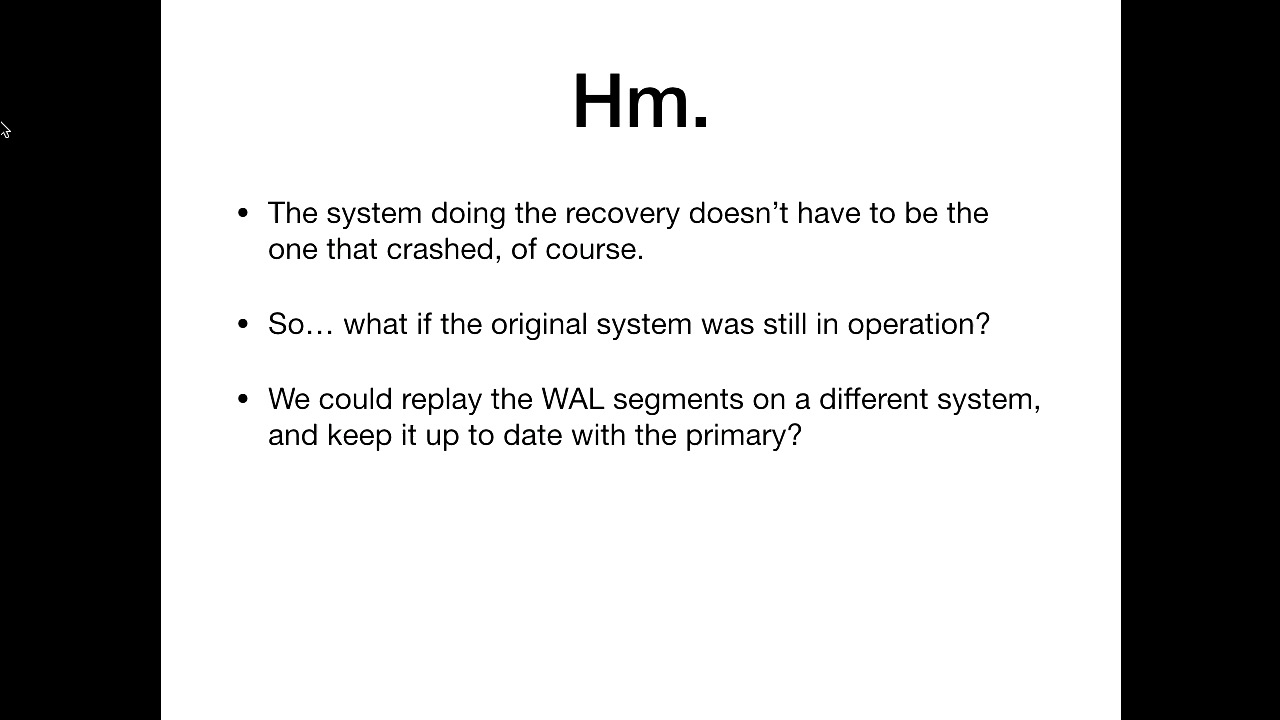 Hm.
• The system doing the recovery doesn’t have to be the
one that crashed, of course.
• So… what if the original system was still in operation?
• We could replay the WAL segments on a different system,
and keep it up to date with the primary?